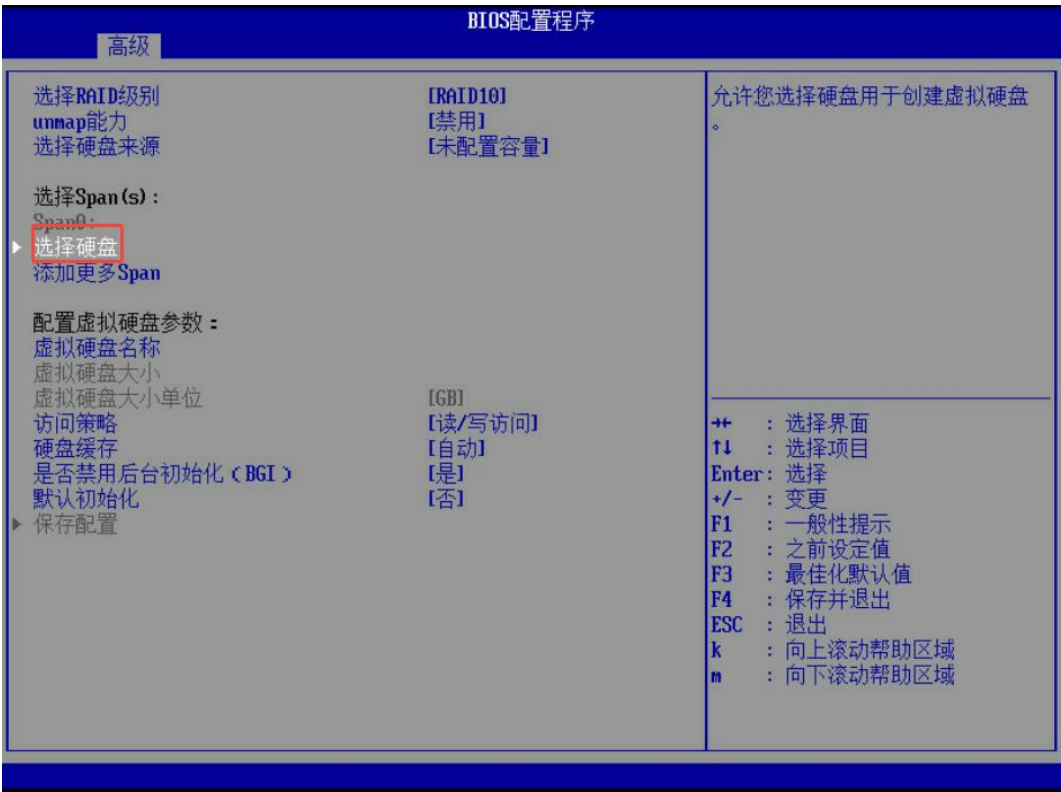 BIOS配置程序
高级
选择RAID级别 [RAID10]
unmap能力 [禁用]
选择硬盘来源 [未配置容量]
选择Span(s):
Span0:
选择硬盘
添加更多Span
配置虚拟硬盘参数:
虚拟硬盘名称
虚拟硬盘大小
虚拟硬盘大小单位 [GB]
访问策略 [读/写访问]
硬盘缓存 [自动]
是否禁用后台初始化(BGI) [是]
默认初始化 [否]
保存配置
允许您选择硬盘用于创建虚拟硬盘
。
→← : 选择界面
↑↓ : 选择项目
Enter: 选择
+/- : 变更
F1 : 一般性提示
F2 : 之前设定值
F3 : 最佳化默认值
F4 : 保存并退出
ESC : 退出
k : 向上滚动帮助区域
m : 向下滚动帮助区域